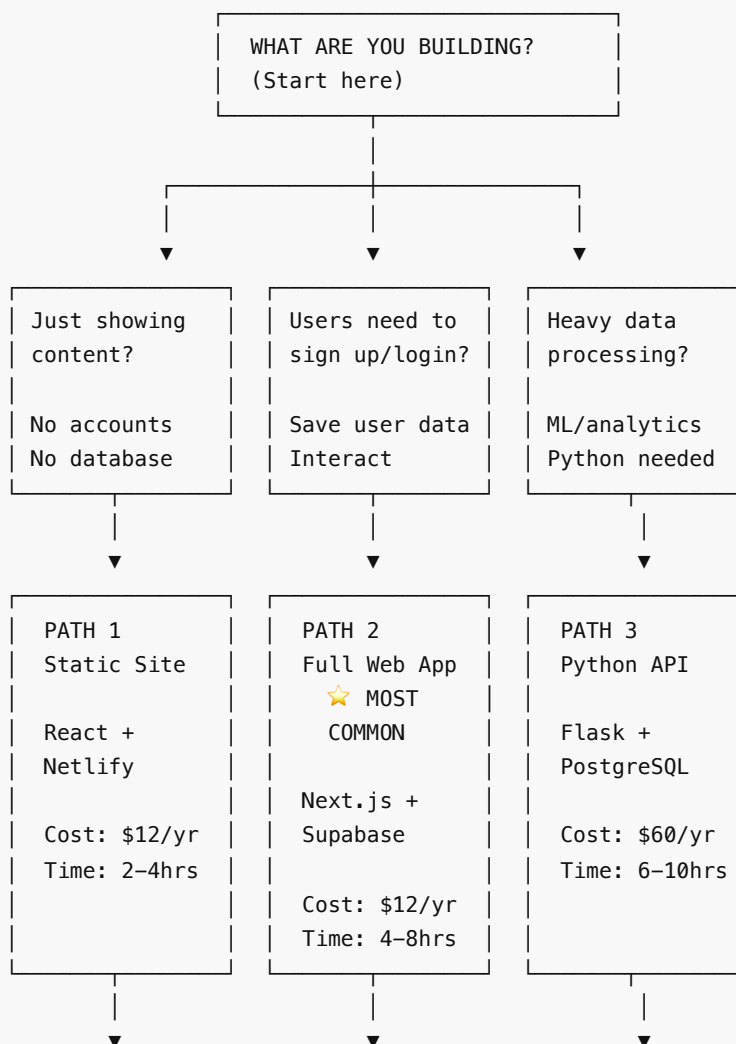 WHAT ARE YOU BUILDING?
(Start here)
Just showing
content?
No accounts
No database
Users need to
sign up/login?
Save user data
Interact
Heavy data
processing?
ML/analytics
Python needed
PATH 1
Static Site
React +
Netlify
Cost: $12/yr
Time: 2-4hrs
PATH 2
Full Web App
⭐ MOST
COMMON
Next.js +
Supabase
Cost: $12/yr
Time: 4-8hrs
PATH 3
Python API
Flask +
PostgreSQL
Cost: $60/yr
Time: 6-10hrs